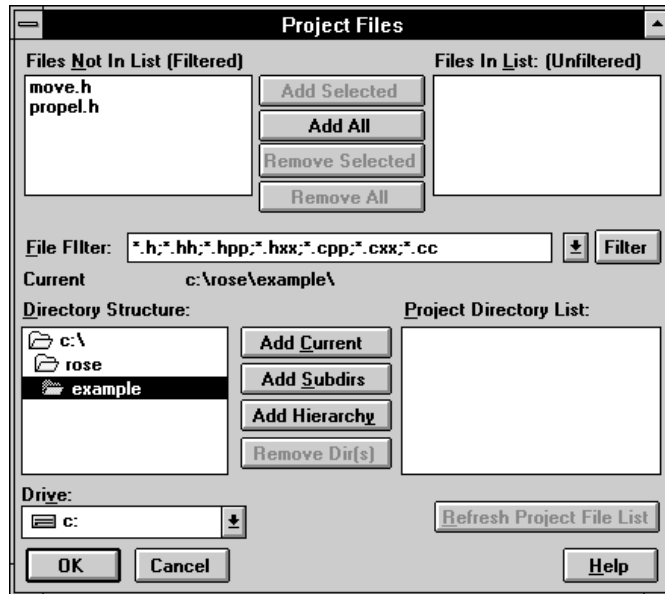 Project Files
Files Not In List (Filtered)
Files In List: (Unfiltered)
move.h
propel.h
Add Selected
Add All
Remove Selected
Remove All
File FIlter:
*.h;*.hh;*.hpp;*.hxx;*.cpp;*.cxx;*.cc
Filter
Current c:\rose\example\
Directory Structure:
Project Directory List:
c:\
rose
example
Add Current
Add Subdirs
Add Hierarchy
Remove Dir(s)
Drive:
c:
Refresh Project File List
OK
Cancel
Help